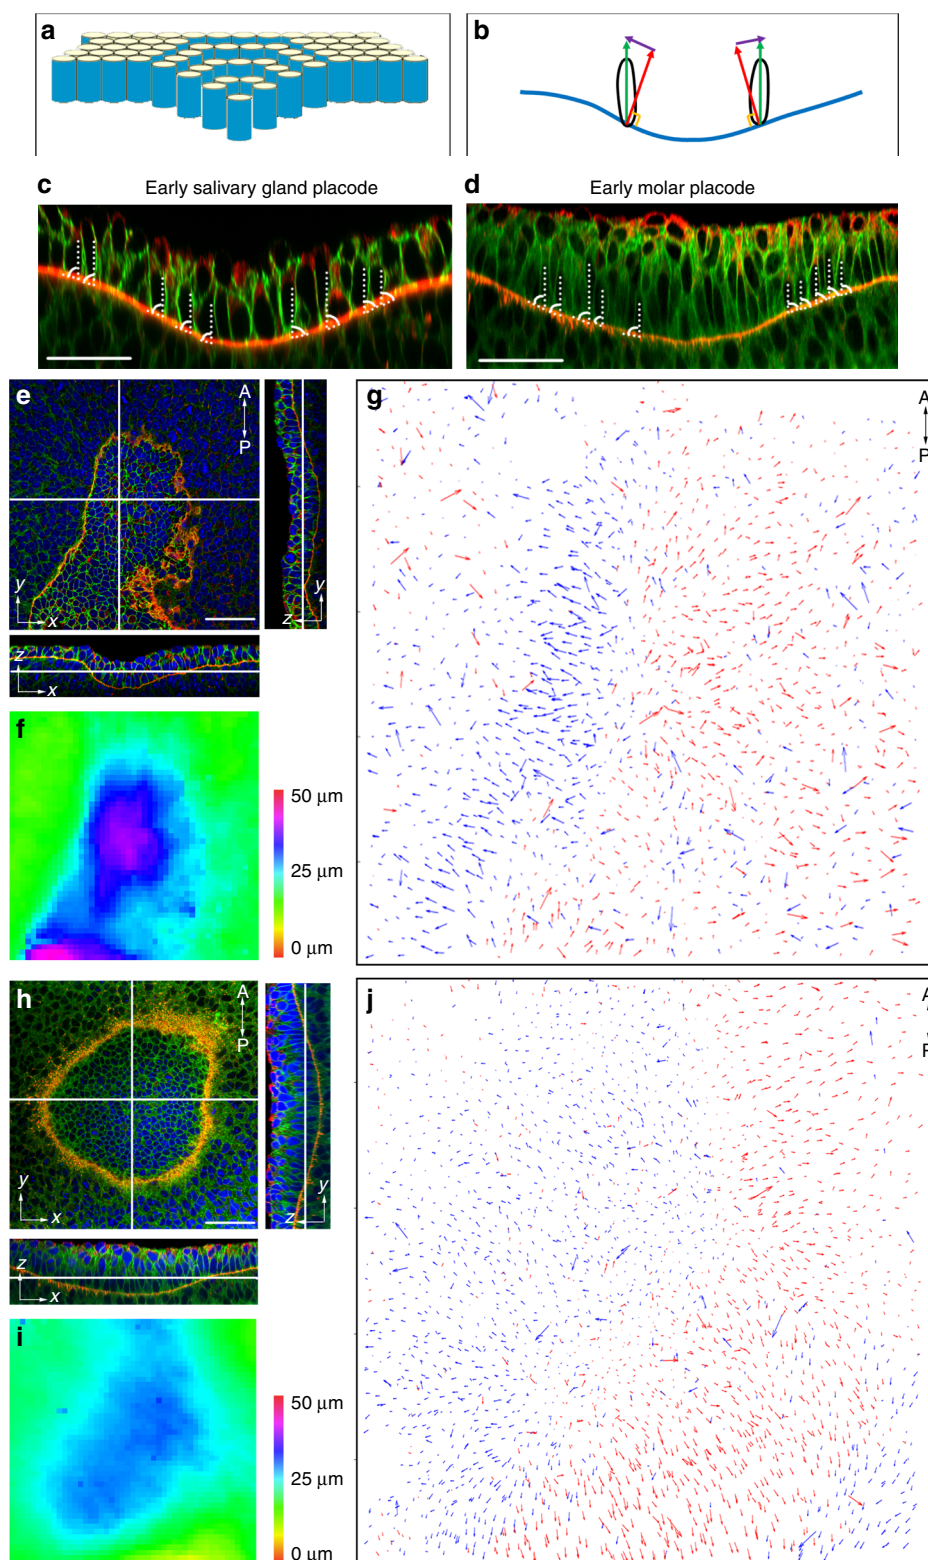 a
b
c
Early salivary gland placode
d
Early molar placode
e
A
P
y
x
y
z
z
x
f
50 μm
25 μm
0 μm
g
A
P
h
A
P
y
x
y
z
z
x
i
50 μm
25 μm
0 μm
j